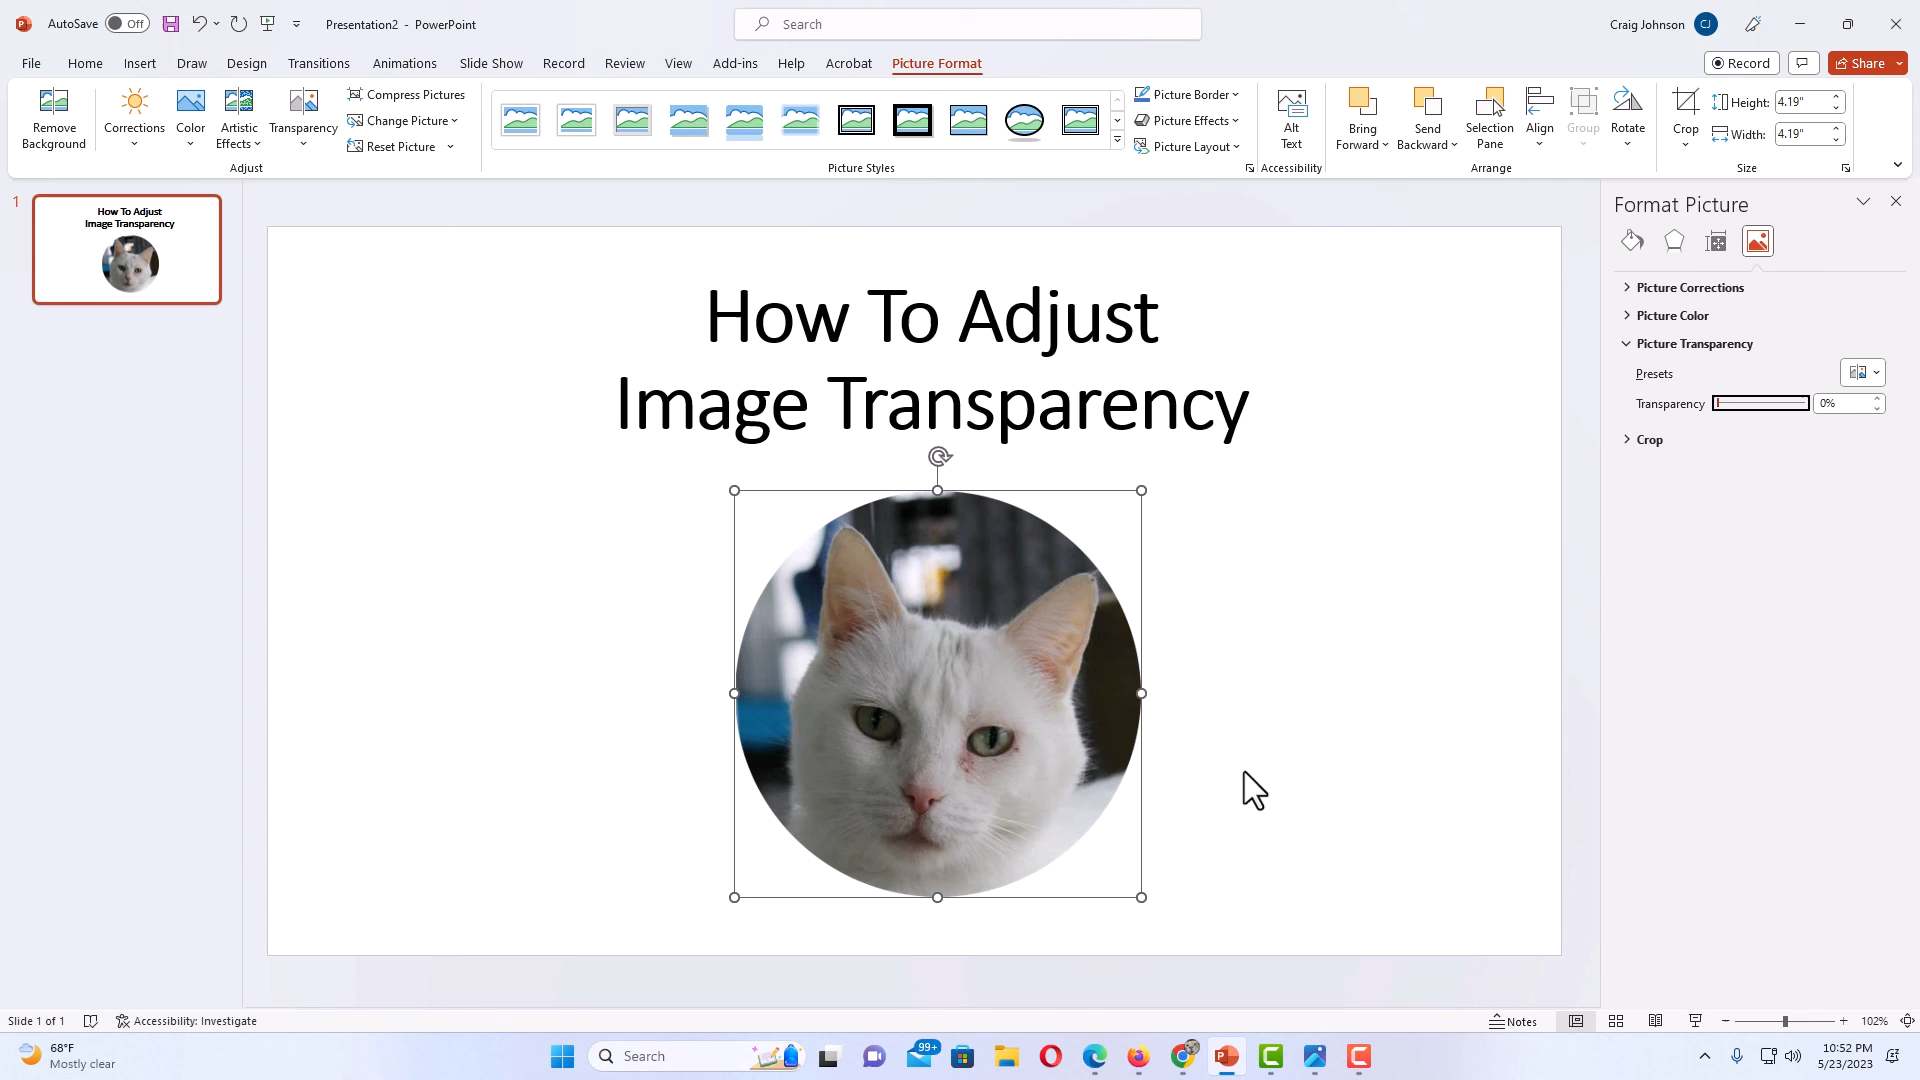 AutoSave Off Presentation2 - PowerPoint Search Craig Johnson CJ
File Home Insert Draw Design Transitions Animations Slide Show Record Review View Add-ins Help Acrobat Picture Format Record Share
Remove Background
Corrections
Color
Artistic Effects
Transparency
Compress Pictures
Change Picture
Reset Picture
Adjust
Picture Styles
Picture Border
Picture Effects
Picture Layout
Alt Text
Accessibility
Bring Forward
Send Backward
Selection Pane
Align
Group
Rotate
Arrange
Crop
Height: 4.19"
Width: 4.19"
Size
1
How To Adjust
Image Transparency
How To Adjust
Image Transparency
Format Picture
Picture Corrections
Picture Color
Picture Transparency
Presets
Transparency 0%
Crop
Slide 1 of 1 Accessibility: Investigate Notes 102%
68°F
Mostly clear
Search
99+
10:52 PM
5/23/2023